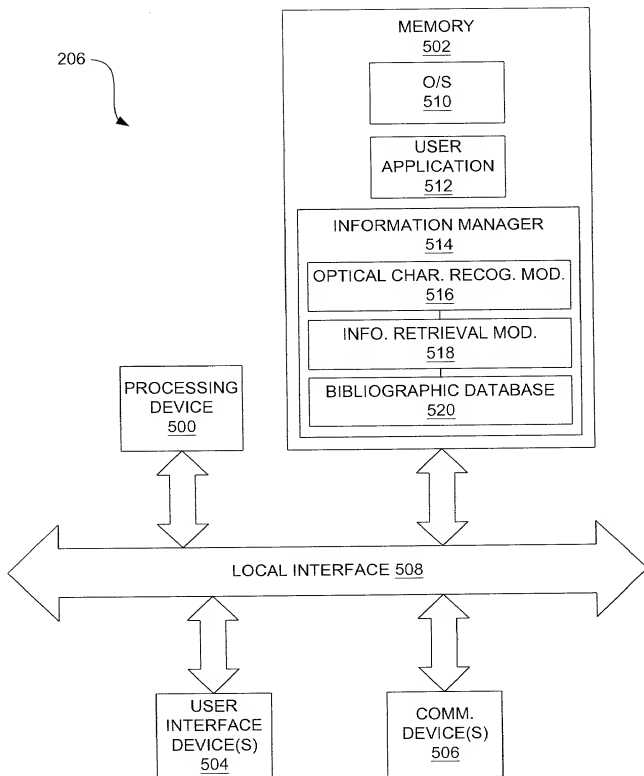 MEMORY
502
206
O/S
510
USER
APPLICATION
512
INFORMATION MANAGER
514
OPTICAL CHAR. RECOG. MOD.
516
INFO. RETRIEVAL MOD.
518
BIBLIOGRAPHIC DATABASE
520
PROCESSING
DEVICE
500
LOCAL INTERFACE 508
USER
INTERFACE
DEVICE(S)
504
COMM.
DEVICE(S)
506